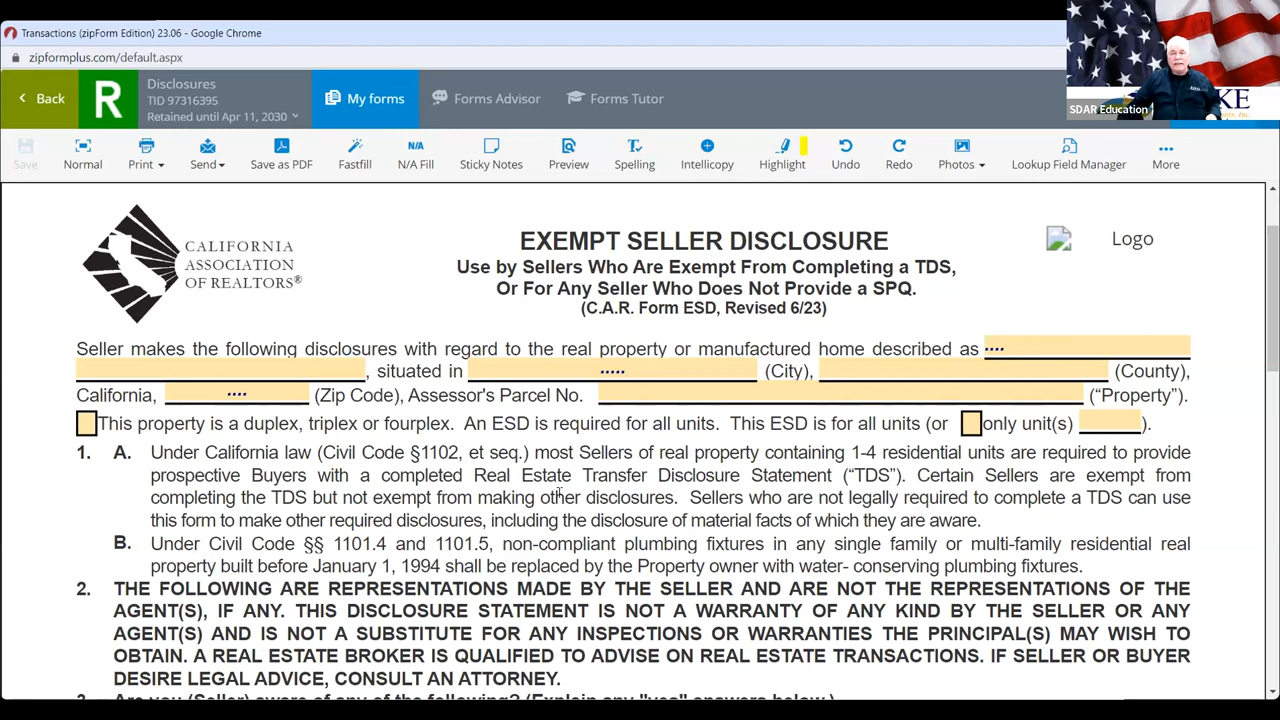 Transactions (zipForm Edition) 23.06 - Google Chrome
zipformplus.com/default.aspx
Back
R
Disclosures
TID 97316395
Retained until Apr 11, 2030
My forms
Forms Advisor
Forms Tutor
SDAR Education
KE
Save
Normal
Print
Send
Save as PDF
Fastfill
N/A
N/A Fill
Sticky Notes
Preview
Spelling
Intellicopy
Highlight
Undo
Redo
Photos
Lookup Field Manager
More
CALIFORNIA
ASSOCIATION
OF REALTORS®
EXEMPT SELLER DISCLOSURE
Use by Sellers Who Are Exempt From Completing a TDS,
Or For Any Seller Who Does Not Provide a SPQ.
(C.A.R. Form ESD, Revised 6/23)
Logo
Seller makes the following disclosures with regard to the real property or manufactured home described as ....
, situated in ..... (City), (County),
California, .... (Zip Code), Assessor's Parcel No. (“Property”).
This property is a duplex, triplex or fourplex. An ESD is required for all units. This ESD is for all units (or only unit(s) ).
1. A. Under California law (Civil Code §1102, et seq.) most Sellers of real property containing 1-4 residential units are required to provide
prospective Buyers with a completed Real Estate Transfer Disclosure Statement (“TDS”). Certain Sellers are exempt from
completing the TDS but not exempt from making other disclosures. Sellers who are not legally required to complete a TDS can use
this form to make other required disclosures, including the disclosure of material facts of which they are aware.
B. Under Civil Code §§ 1101.4 and 1101.5, non-compliant plumbing fixtures in any single family or multi-family residential real
property built before January 1, 1994 shall be replaced by the Property owner with water- conserving plumbing fixtures.
2. THE FOLLOWING ARE REPRESENTATIONS MADE BY THE SELLER AND ARE NOT THE REPRESENTATIONS OF THE
AGENT(S), IF ANY. THIS DISCLOSURE STATEMENT IS NOT A WARRANTY OF ANY KIND BY THE SELLER OR ANY
AGENT(S) AND IS NOT A SUBSTITUTE FOR ANY INSPECTIONS OR WARRANTIES THE PRINCIPAL(S) MAY WISH TO
OBTAIN. A REAL ESTATE BROKER IS QUALIFIED TO ADVISE ON REAL ESTATE TRANSACTIONS. IF SELLER OR BUYER
DESIRE LEGAL ADVICE, CONSULT AN ATTORNEY.
3. Are you (Seller) aware of any of the following? (Explain any "yes" answers below.)